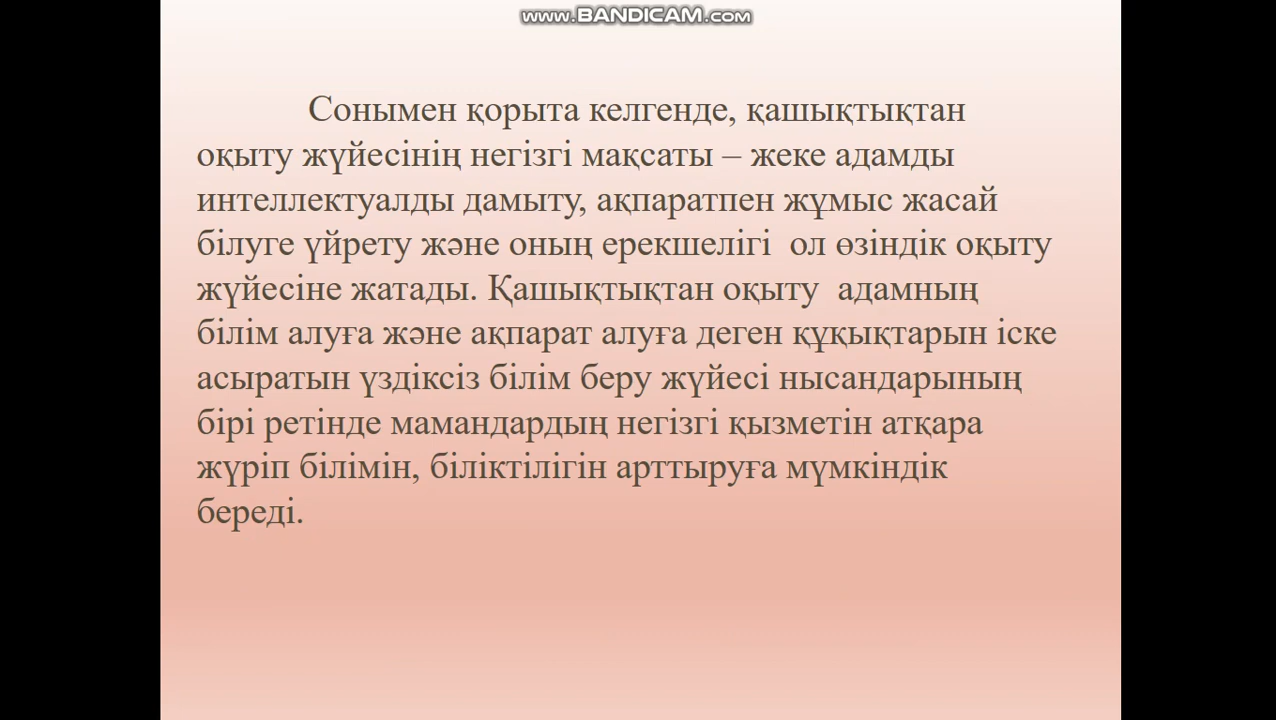 www.BANDICAM.com
Сонымен қорыта келгенде, қашықтықтан
оқыту жүйесінің негізгі мақсаты – жеке адамды
интеллектуалды дамыту, ақпаратпен жұмыс жасай
білуге үйрету және оның ерекшелігі ол өзіндік оқыту
жүйесіне жатады. Қашықтықтан оқыту адамның
білім алуға және ақпарат алуға деген құқықтарын іске
асыратын үздіксіз білім беру жүйесі нысандарының
бірі ретінде мамандардың негізгі қызметін атқара
жүріп білімін, біліктілігін арттыруға мүмкіндік
береді.